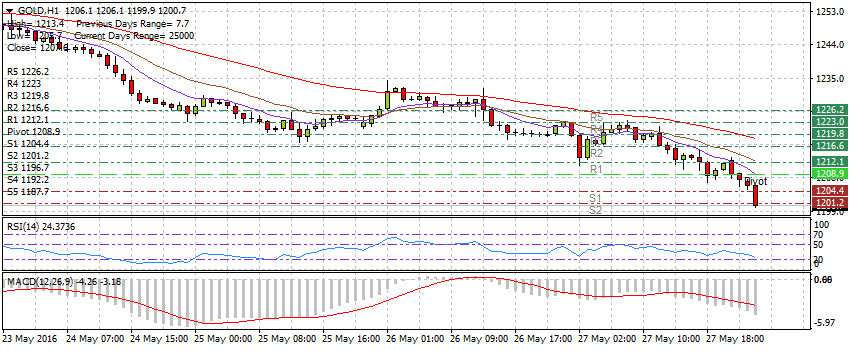 GOLD,H1 1206.1 1206.1 1199.9 1200.7
High= 1213.4 Previous Days Range= 7.7
Current Days Range= 25000
Close=
R5 1226.2
R4 1223
R3 1219.8
R2 1216.6
R1 1212.1
Pivot 1208.9
S1 1204.4
S2 1201.2
S3 1196.7
S4 1192.2
S5 1187.7
R5
R2
R1
Pivot
S1
S2
1253.0
1244.0
1235.0
1226.2
1223.0
1219.8
1216.6
1212.1
1208.9
1204.4
1201.2
1199.0
RSI(14) 24.3736
100
70
50
20
0
MACD(12,26,9) -4.26 -3.18
-5.97
23 May 2016
24 May 07:00
24 May 15:00
25 May 00:00
25 May 08:00
25 May 16:00
26 May 01:00
26 May 09:00
26 May 17:00
27 May 02:00
27 May 10:00
27 May 18:00